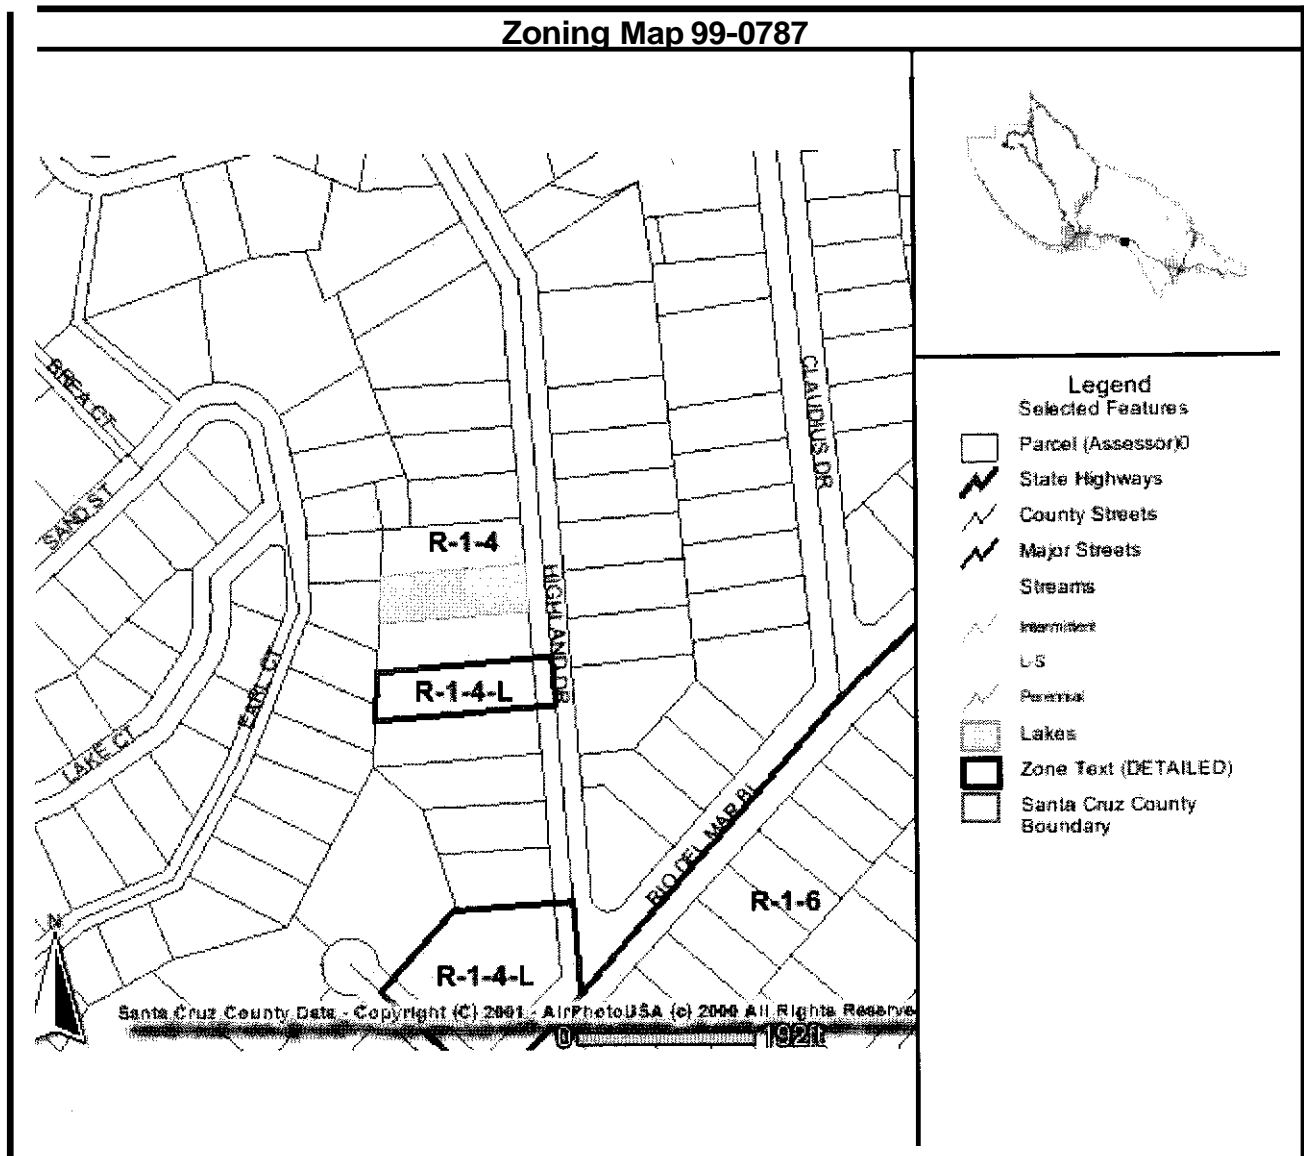 Zoning Map 99-0787
BREA CT
SAND ST
LAKE CT
EARL CT
HIGHLAND DR
CLAUDIUS DR
RIO DEL MAR BL
R-1-4
R-1-4-L
R-1-6
R-1-4-L
N
Santa Cruz County Data - Copyright (C) 2001 - AirPhotoUSA (c) 2000 All Rights Reserve
0 192ft
Legend
Selected Features
Parcel (Assessor)0
State Highways
County Streets
Major Streets
Streams
Intermittent
L-S
Perennial
Lakes
Zone Text (DETAILED)
Santa Cruz County
Boundary